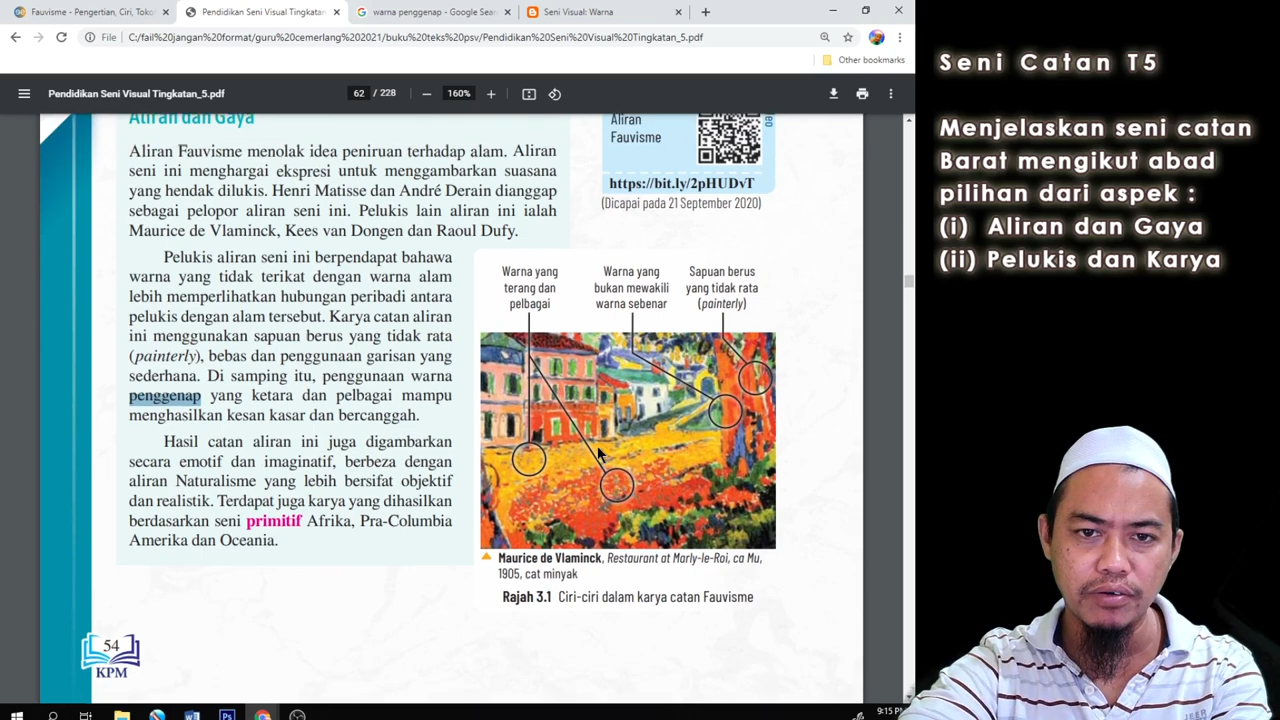 Fauvisme - Pengertian, Ciri, Tokoh
Pendidikan Seni Visual Tingkatan
warna penggenap - Google Sear
Seni Visual: Warna
File
C:/fail%20jangan%20format/guru%20cemerlang%202021/buku%20teks%20psv/Pendidikan%20Seni%20Visual%20Tingkatan_5.pdf
Other bookmarks
Pendidikan Seni Visual Tingkatan_5.pdf
62 / 228
160%
Aliran dan Gaya
Aliran Fauvisme menolak idea peniruan terhadap alam. Aliran
seni ini menghargai ekspresi untuk menggambarkan suasana
yang hendak dilukis. Henri Matisse dan André Derain dianggap
sebagai pelopor aliran seni ini. Pelukis lain aliran ini ialah
Maurice de Vlaminck, Kees van Dongen dan Raoul Dufy.
Pelukis aliran seni ini berpendapat bahawa
warna yang tidak terikat dengan warna alam
lebih memperlihatkan hubungan peribadi antara
pelukis dengan alam tersebut. Karya catan aliran
ini menggunakan sapuan berus yang tidak rata
(painterly), bebas dan penggunaan garisan yang
sederhana. Di samping itu, penggunaan warna
penggenap yang ketara dan pelbagai mampu
menghasilkan kesan kasar dan bercanggah.
Hasil catan aliran ini juga digambarkan
secara emotif dan imaginatif, berbeza dengan
aliran Naturalisme yang lebih bersifat objektif
dan realistik. Terdapat juga karya yang dihasilkan
berdasarkan seni primitif Afrika, Pra-Columbia
Amerika dan Oceania.
54
KPM
Aliran
Fauvisme
https://bit.ly/2pHUDvT
(Dicapai pada 21 September 2020)
Warna yang
terang dan
pelbagai
Warna yang
bukan mewakili
warna sebenar
Sapuan berus
yang tidak rata
(painterly)
Maurice de Vlaminck, Restaurant at Marly-le-Roi, ca Mu,
1905, cat minyak
Rajah 3.1 Ciri-ciri dalam karya catan Fauvisme
9:15 PM
Seni Catan T5
Menjelaskan seni catan
Barat mengikut abad
pilihan dari aspek :
(i) Aliran dan Gaya
(ii) Pelukis dan Karya